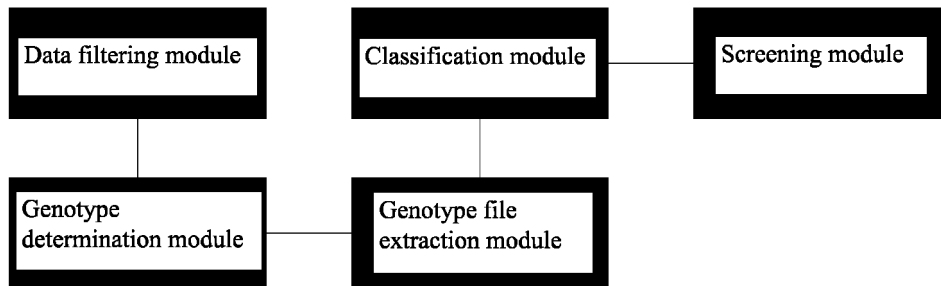 Data filtering module
Classification module
Screening module
Genotype
determination module
Genotype file
extraction module